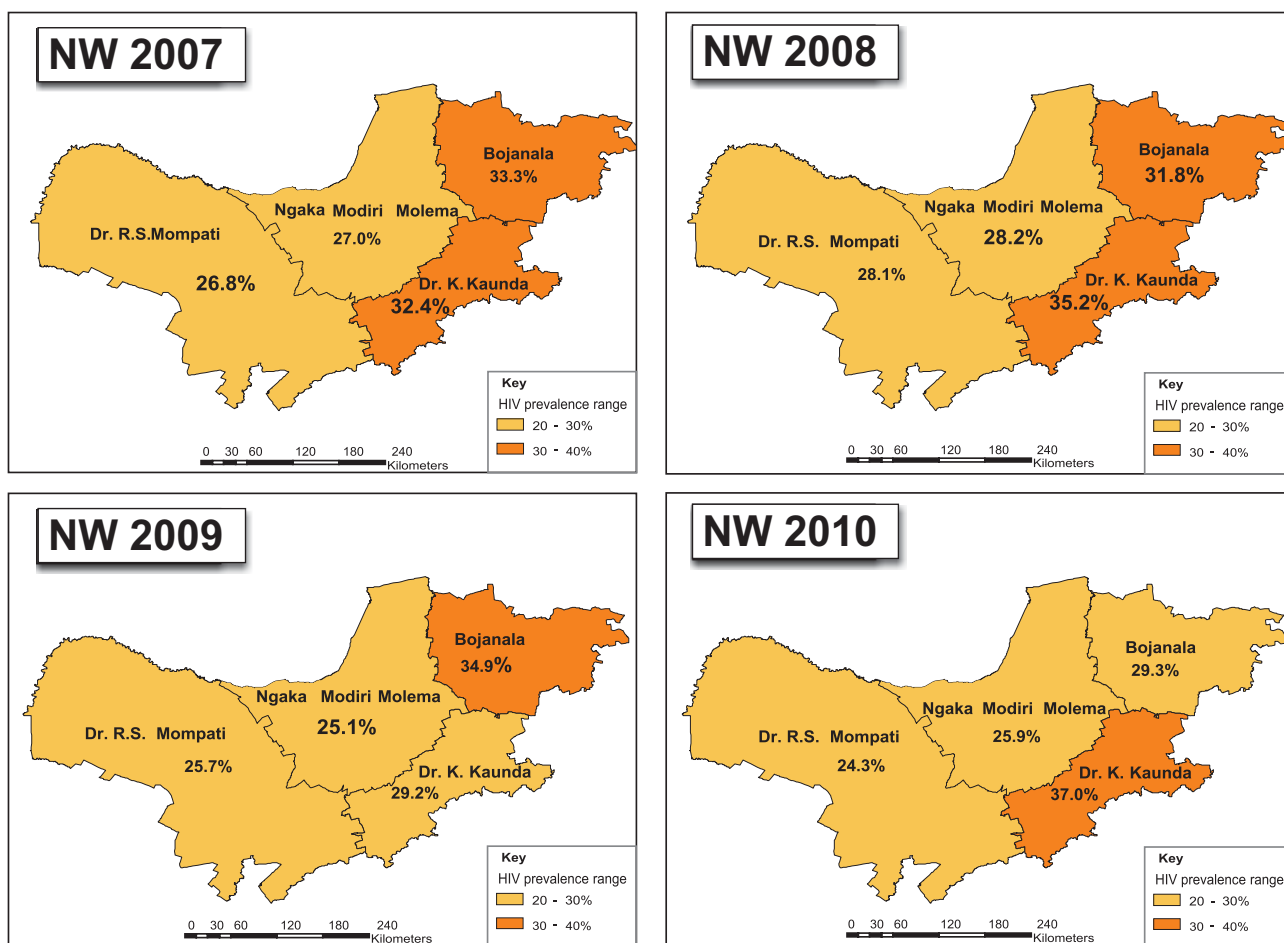 NW 2007
Bojanala
33.3%
Ngaka Modiri Molema
27.0%
Dr. R.S.Mompati
26.8%
Dr. K. Kaunda
32.4%
Key
HIV prevalence range
20 - 30%
30 - 40%
0 30 60 120 180 240
Kilometers
NW 2008
Bojanala
31.8%
Ngaka Modiri Molema
28.2%
Dr. R.S. Mompati
28.1%
Dr. K. Kaunda
35.2%
Key
HIV prevalence range
20 - 30%
30 - 40%
0 30 60 120 180 240
Kilometers
NW 2009
Bojanala
34.9%
Ngaka Modiri Molema
25.1%
Dr. R.S. Mompati
25.7%
Dr. K. Kaunda
29.2%
Key
HIV prevalence range
20 - 30%
30 - 40%
0 30 60 120 180 240
Kilometers
NW 2010
Bojanala
29.3%
Ngaka Modiri Molema
25.9%
Dr. R.S. Mompati
24.3%
Dr. K. Kaunda
37.0%
Key
HIV prevalence range
20 - 30%
30 - 40%
0 30 60 120 180 240
Kilometers